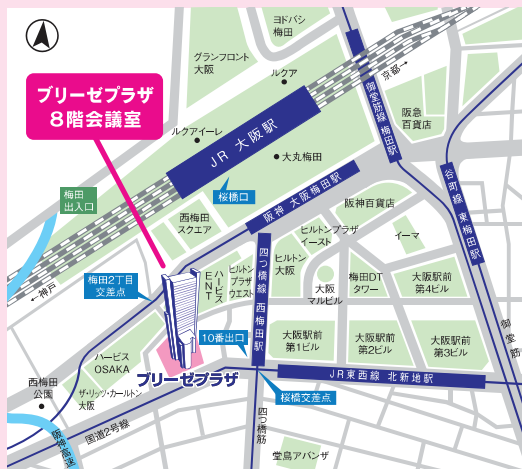 ヨドバシ
梅田
グランフロント
大阪
ルクア
京都→
ブリーゼプラザ
8階会議室
御堂筋線 梅田駅
阪急
百貨店
JR 大阪駅
ルクアイーレ
大丸梅田
谷町線 東梅田駅
梅田
出入口
桜橋口
阪神 大阪梅田駅
阪神百貨店
西梅田
スクエア
ヒルトンプラザ
イースト
イーマ
四つ橋線 西梅田駅
ヒルトン
大阪
梅田2丁目
交差点
←神戸
ハービス
ENT
ヒルトン
プラザ
ウエスト
大阪
マルビル
梅田DT
タワー
大阪駅前
第4ビル
10番出口
大阪駅前
第1ビル
大阪駅前
第2ビル
大阪駅前
第3ビル
御堂筋
ハービス
OSAKA
ブリーゼプラザ
JR東西線 北新地駅
西梅田
公園
ザ・リッツ・カールトン
大阪
桜橋交差点
国道2号線
四つ橋筋
阪神高速
堂島アバンザ